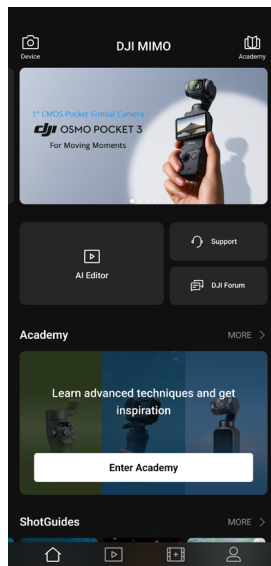 DJI MIMO
Device
Academy
1" CMOS Pocket Gimbal Camera
dji OSMO POCKET 3
For Moving Moments
AI Editor
Support
DJI Forum
Academy
MORE
Learn advanced techniques and get
inspiration
Enter Academy
ShotGuides
MORE